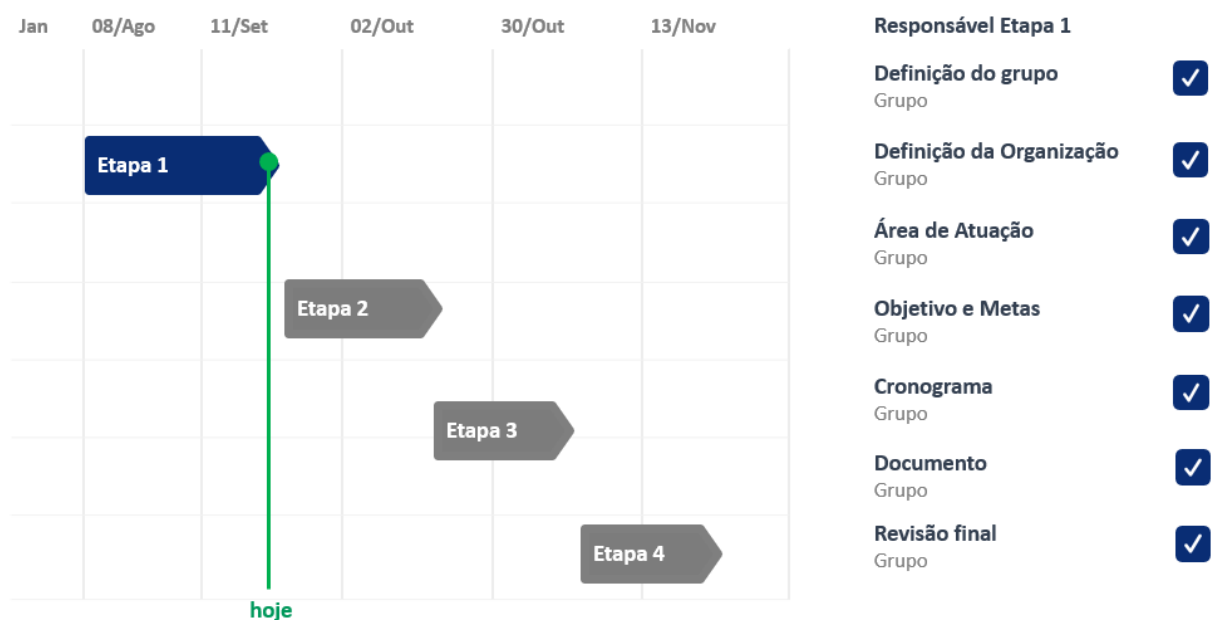 Jan 08/Ago 11/Set 02/Out 30/Out 13/Nov
Etapa 1
Etapa 2
Etapa 3
Etapa 4
hoje
Responsável Etapa 1
Definição do grupo
Grupo
Definição da Organização
Grupo
Área de Atuação
Grupo
Objetivo e Metas
Grupo
Cronograma
Grupo
Documento
Grupo
Revisão final
Grupo